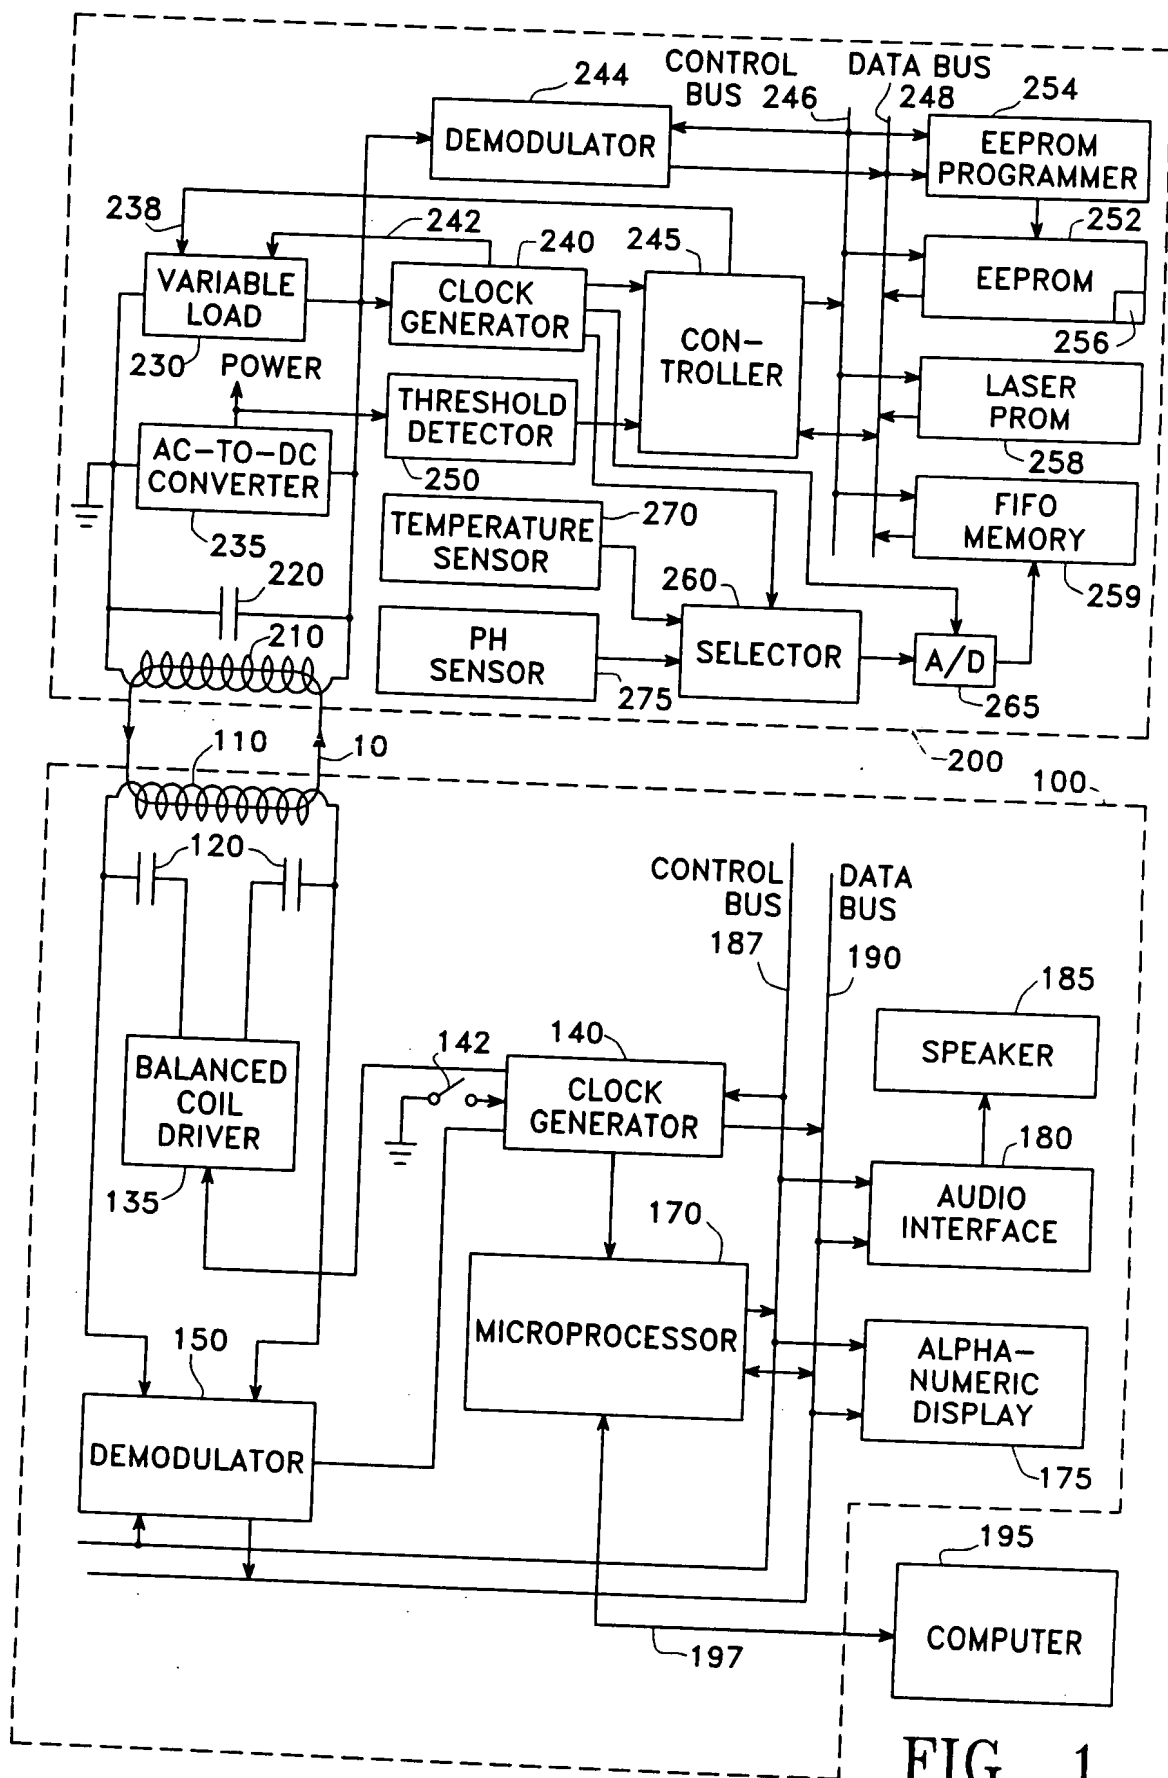 244
CONTROL
BUS 246
DATA BUS
248
254
DEMODULATOR
EEPROM
PROGRAMMER
238
242
240
245
252
VARIABLE
LOAD
CLOCK
GENERATOR
EEPROM
256
230
POWER
CON-
TROLLER
THRESHOLD
DETECTOR
LASER
PROM
AC-TO-DC
CONVERTER
250
258
235
TEMPERATURE
SENSOR
270
FIFO
MEMORY
220
260
259
210
PH
SENSOR
SELECTOR
A/D
275
265
110
10
200
100
120
CONTROL
BUS
DATA
BUS
187
190
185
SPEAKER
BALANCED
COIL
DRIVER
142
140
CLOCK
GENERATOR
135
180
AUDIO
INTERFACE
170
MICROPROCESSOR
150
ALPHA-
NUMERIC
DISPLAY
DEMODULATOR
175
195
COMPUTER
197
FIG. 1